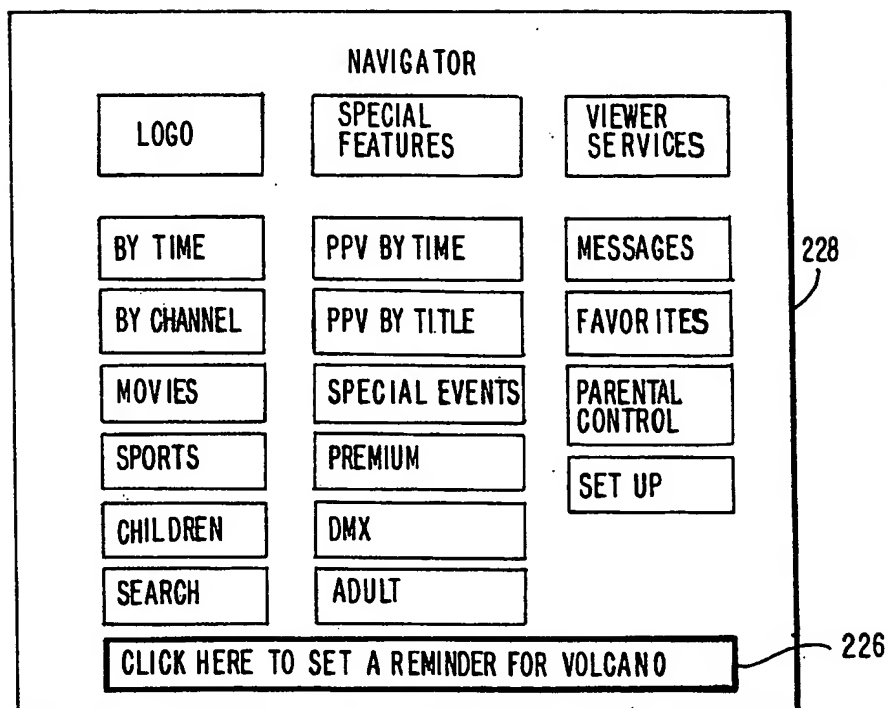 NAVIGATOR
LOGO
SPECIAL
FEATURES
VIEWER
SERVICES
BY TIME
PPV BY TIME
MESSAGES
228
BY CHANNEL
PPV BY TITLE
FAVORITES
MOVIES
SPECIAL EVENTS
PARENTAL
CONTROL
SPORTS
PREMIUM
SET UP
CHILDREN
DMX
SEARCH
ADULT
CLICK HERE TO SET A REMINDER FOR VOLCANO
226